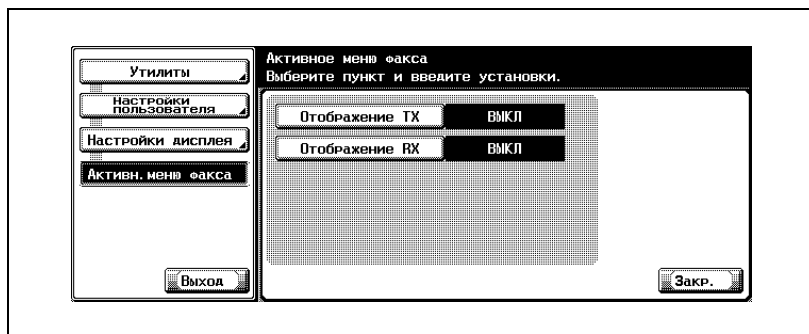 Утилиты
Настройки
пользователя
Настройки дисплея
Активн.меню факса
Выход
Активное меню факса
Выберите пункт и введите установки.
Отображение TX ВЫКЛ
Отображение RX ВЫКЛ
Закр.